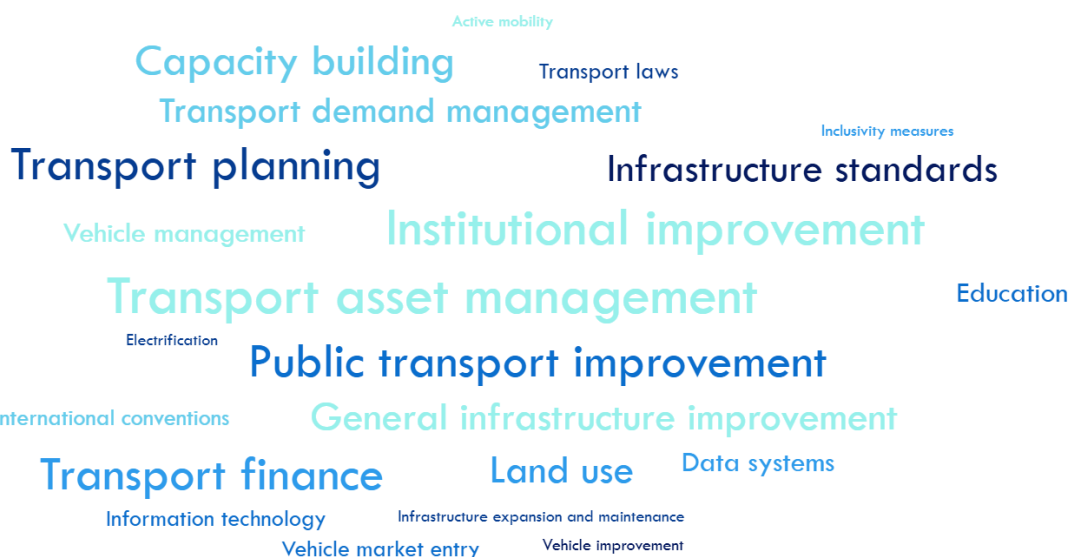 Active mobility
Capacity building
Transport laws
Transport demand management
Inclusivity measures
Transport planning
Infrastructure standards
Vehicle management
Institutional improvement
Transport asset management
Education
Electrification
Public transport improvement
nternational conventions
General infrastructure improvement
Transport finance
Land use
Data systems
Information technology
Infrastructure expansion and maintenance
Vehicle market entry
Vehicle improvement